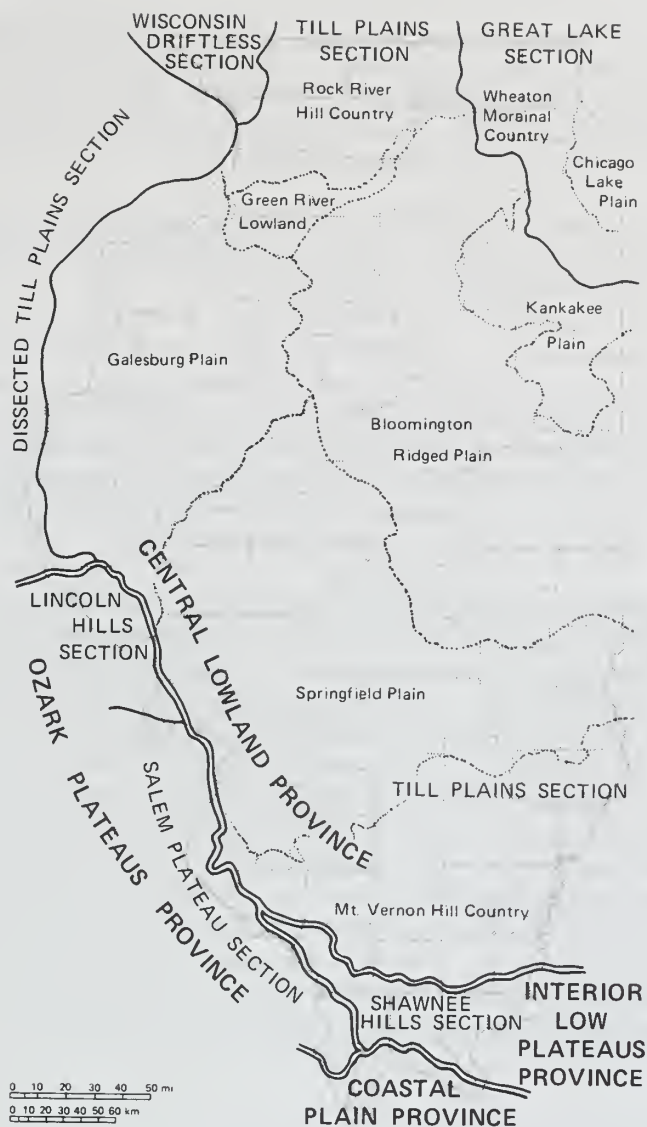 WISCONSIN
DRIFTLESS
SECTION
TILL PLAINS
SECTION
GREAT LAKE
SECTION
Rock River
Hill Country
Wheaton
Morainal
Country
Chicago
Lake
Plain
Green River
Lowland
DISSECTED TILL PLAINS SECTION
Kankakee
Plain
Galesburg Plain
Bloomington
Ridged Plain
LINCOLN
HILLS
SECTION
CENTRAL LOWLAND PROVINCE
OZARK PLATEAUS PROVINCE
Springfield Plain
SALEM PLATEAU SECTION
TILL PLAINS SECTION
Mt. Vernon Hill Country
SHAWNEE
HILLS SECTION
INTERIOR
LOW
PLATEAUS
PROVINCE
COASTAL
PLAIN PROVINCE
0 10 20 30 40 50 mi
0 10 20 30 40 50 60 km